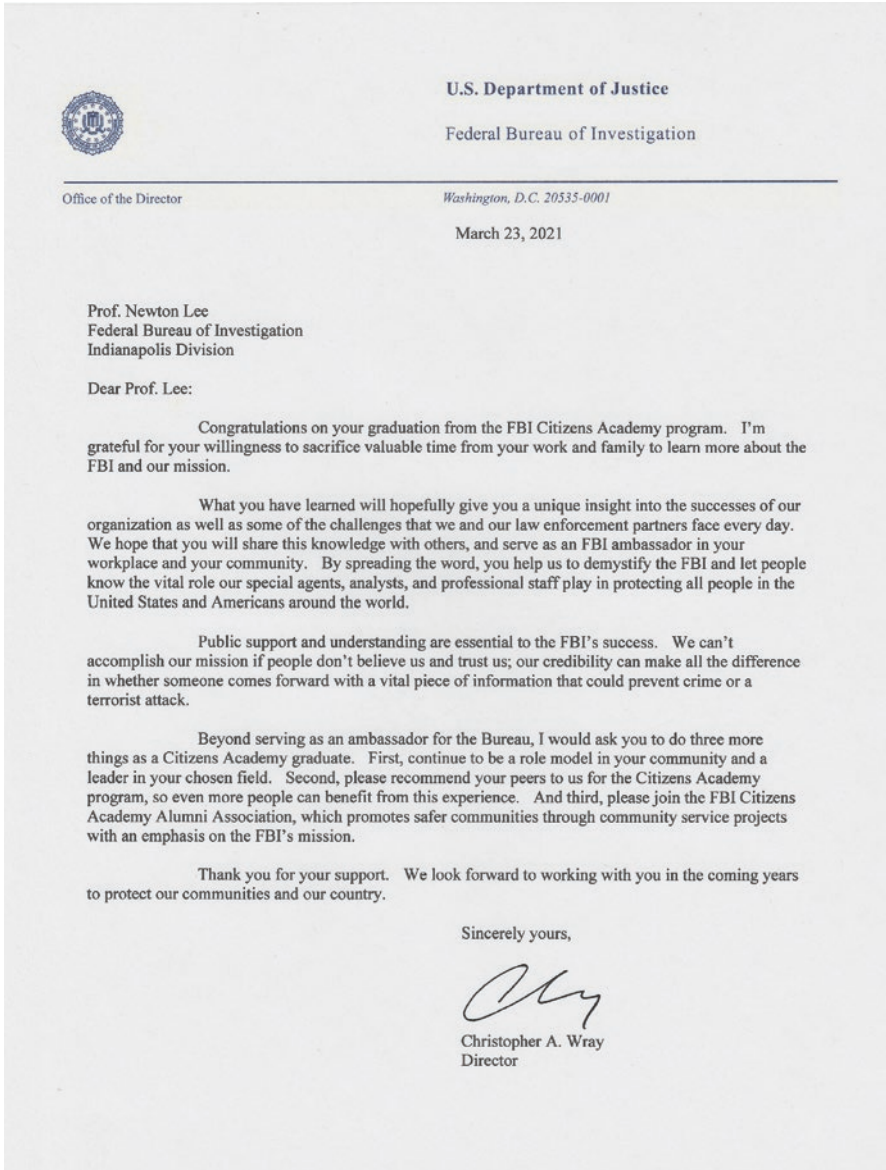 U.S. Department of Justice
Federal Bureau of Investigation
Office of the Director
Washington, D.C. 20535-0001
March 23, 2021
Prof. Newton Lee
Federal Bureau of Investigation
Indianapolis Division
Dear Prof. Lee:
Congratulations on your graduation from the FBI Citizens Academy program. I'm
grateful for your willingness to sacrifice valuable time from your work and family to learn more about the
FBI and our mission.
What you have learned will hopefully give you a unique insight into the successes of our
organization as well as some of the challenges that we and our law enforcement partners face every day.
We hope that you will share this knowledge with others, and serve as an FBI ambassador in your
workplace and your community. By spreading the word, you help us to demystify the FBI and let people
know the vital role our special agents, analysts, and professional staff play in protecting all people in the
United States and Americans around the world.
Public support and understanding are essential to the FBI's success. We can't
accomplish our mission if people don't believe us and trust us; our credibility can make all the difference
in whether someone comes forward with a vital piece of information that could prevent crime or a
terrorist attack.
Beyond serving as an ambassador for the Bureau, I would ask you to do three more
things as a Citizens Academy graduate. First, continue to be a role model in your community and a
leader in your chosen field. Second, please recommend your peers to us for the Citizens Academy
program, so even more people can benefit from this experience. And third, please join the FBI Citizens
Academy Alumni Association, which promotes safer communities through community service projects
with an emphasis on the FBI's mission.
Thank you for your support. We look forward to working with you in the coming years
to protect our communities and our country.
Sincerely yours,
Christopher A. Wray
Director